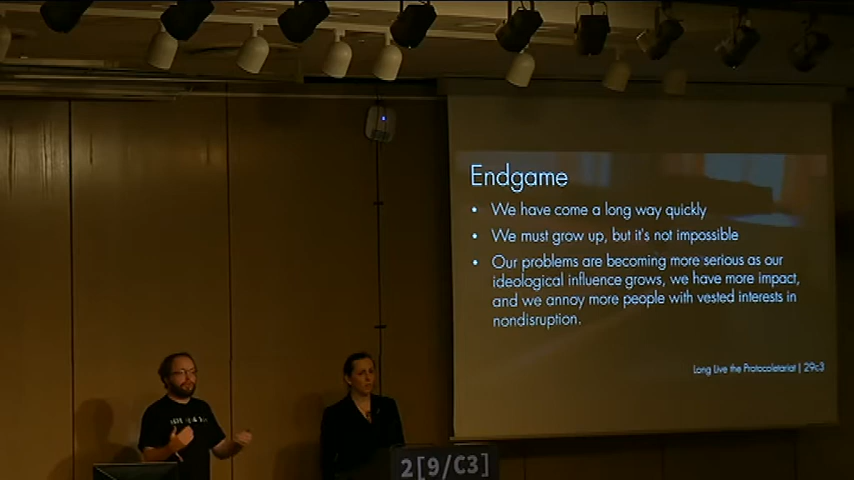 Endgame
• We have come a long way quickly
• We must grow up, but it's not impossible
• Our problems are becoming more serious as our
ideological influence grows, we have more impact,
and we annoy more people with vested interests in
nondisruption.
Long Live the Protocoletariat | 29c3
2[9/C3]